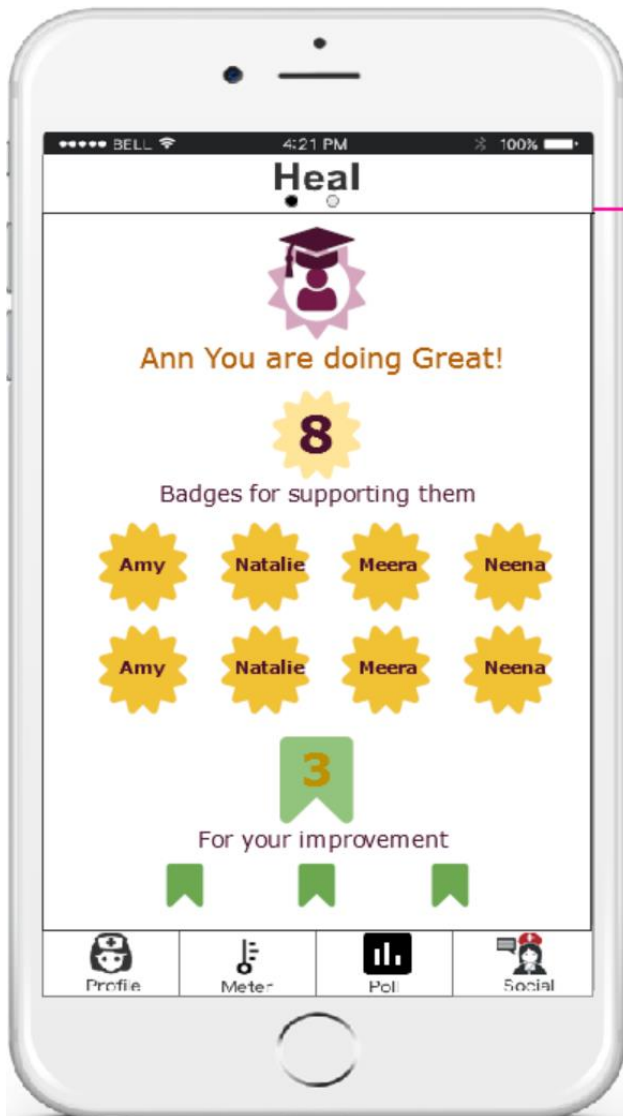 BELL 4:21 PM 100%
Heal
Ann You are doing Great!
8
Badges for supporting them
Amy Natalie Meera Neena
Amy Natalie Meera Neena
3
For your improvement
Profile Meter Poll Social